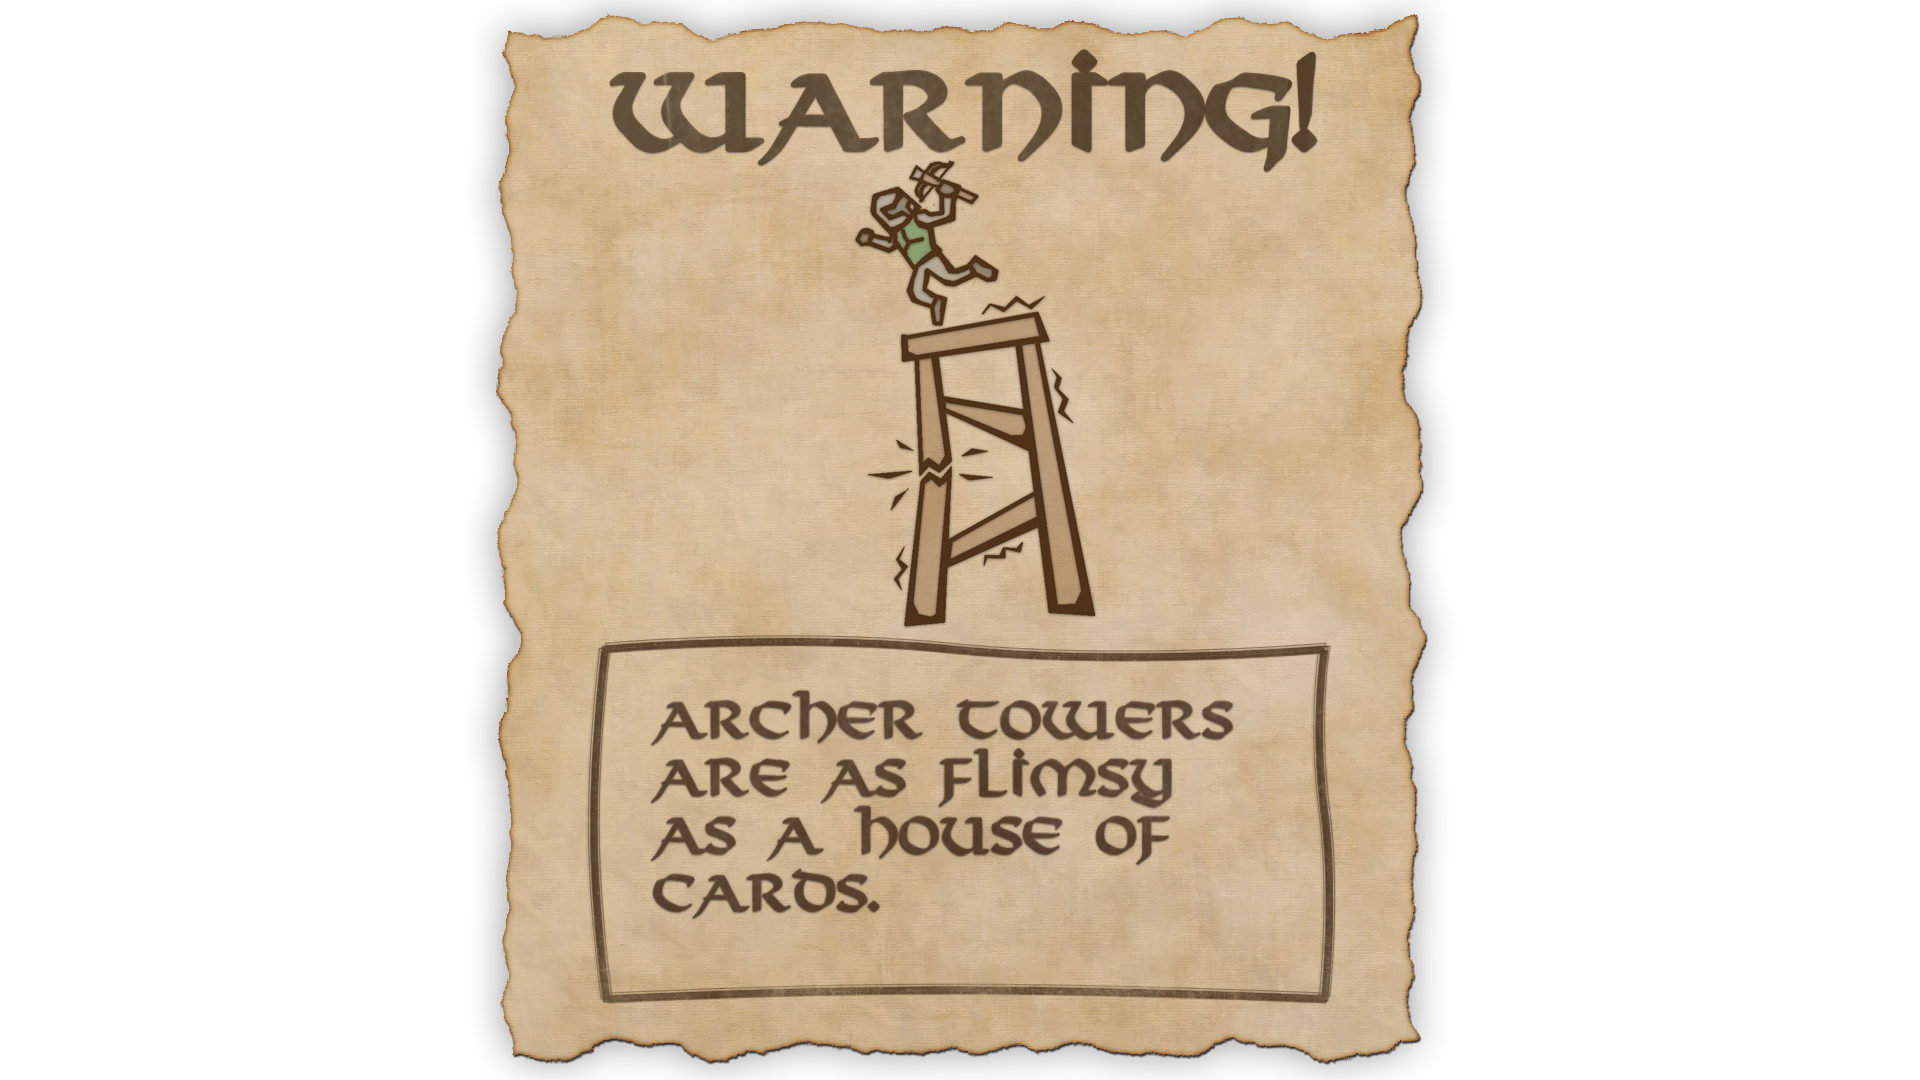 WARNING!
ARCHER TOWERS
ARE AS FLIMSY
AS A HOUSE OF
CARDS.